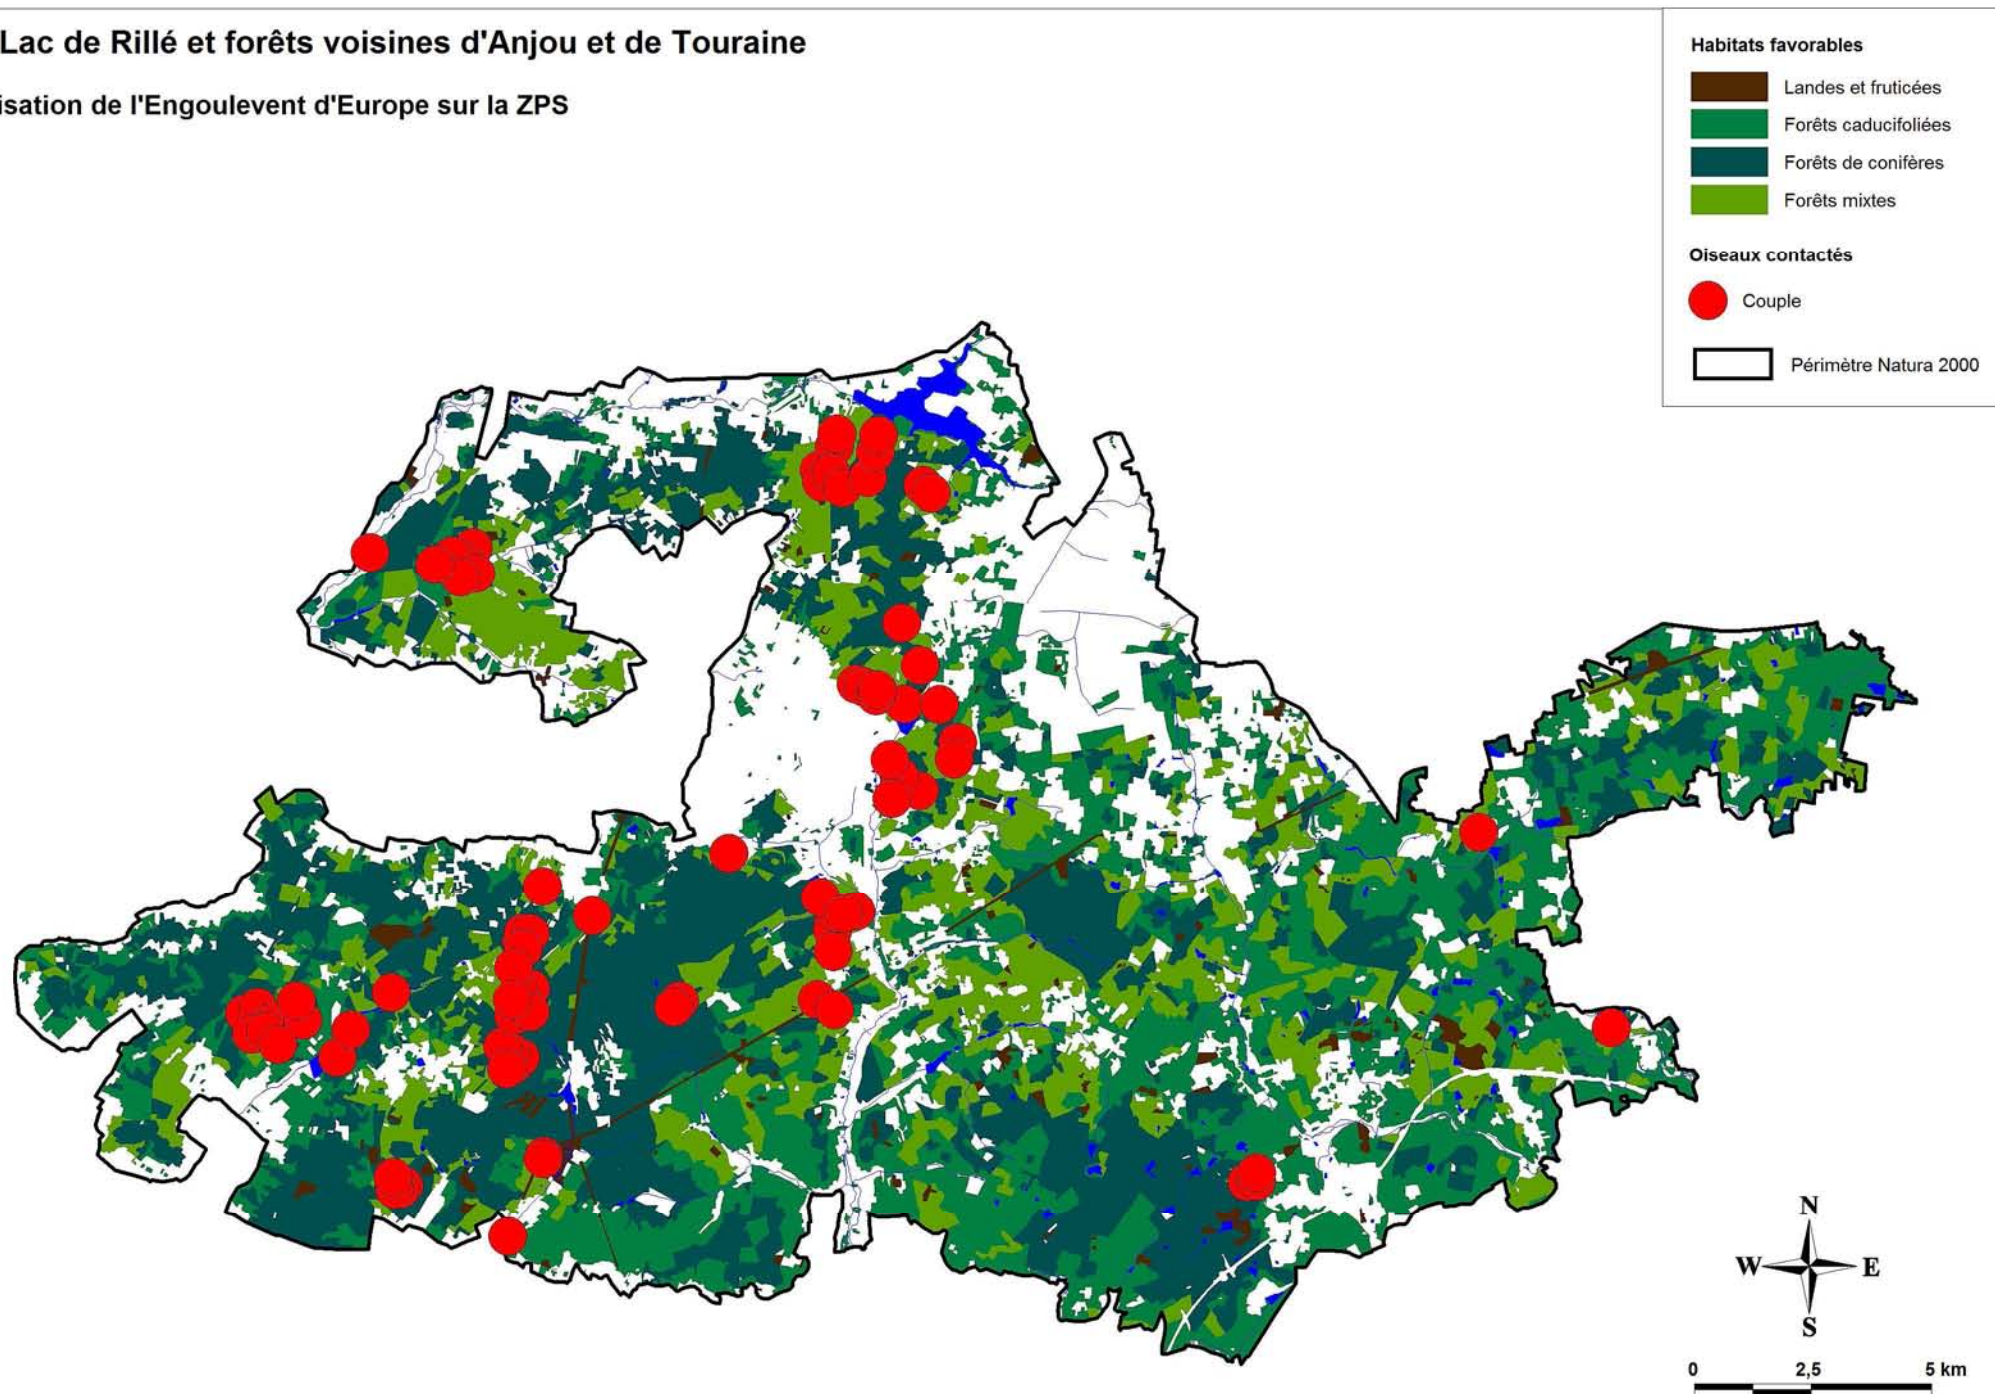 Lac de Rillé et forêts voisines d'Anjou et de Touraine
isation de l'Engoulevent d'Europe sur la ZPS
Habitats favorables
Landes et fruticées
Forêts caducifoliées
Forêts de conifères
Forêts mixtes
Oiseaux contactés
Couple
Périmètre Natura 2000
N
W E
S
0 2,5 5 km